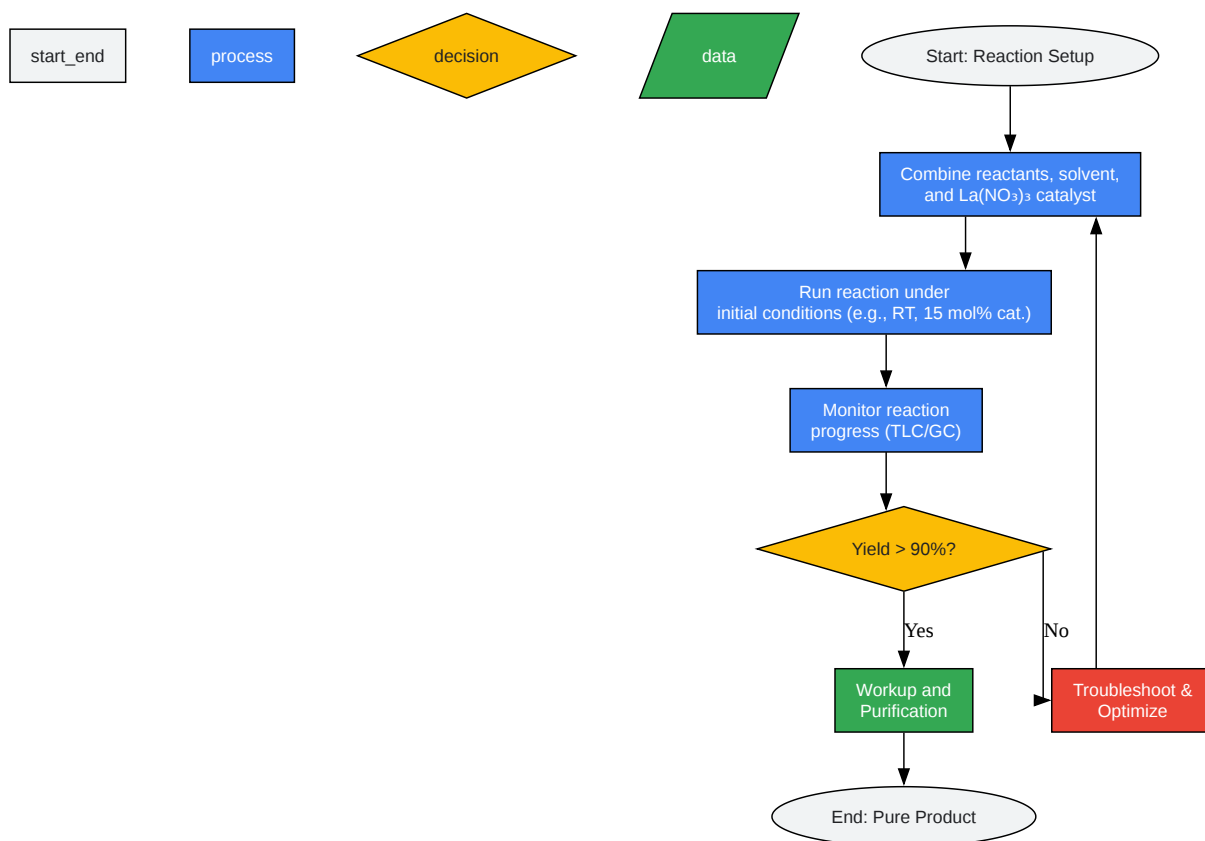 start_end
process
decision
data
Start: Reaction Setup
Combine reactants, solvent,
and La(NO₃)₃ catalyst
Run reaction under
initial conditions (e.g., RT, 15 mol% cat.)
Monitor reaction
progress (TLC/GC)
Yield > 90%?
Yes
No
Workup and
Purification
Troubleshoot &
Optimize
End: Pure Product